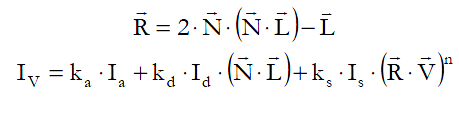 R⃗ = 2·N⃗·(N⃗·L⃗)−L⃗
I_V = k_a·I_a + k_d·I_d·(N⃗·L⃗)+k_s·I_s·(R⃗·V⃗)^n